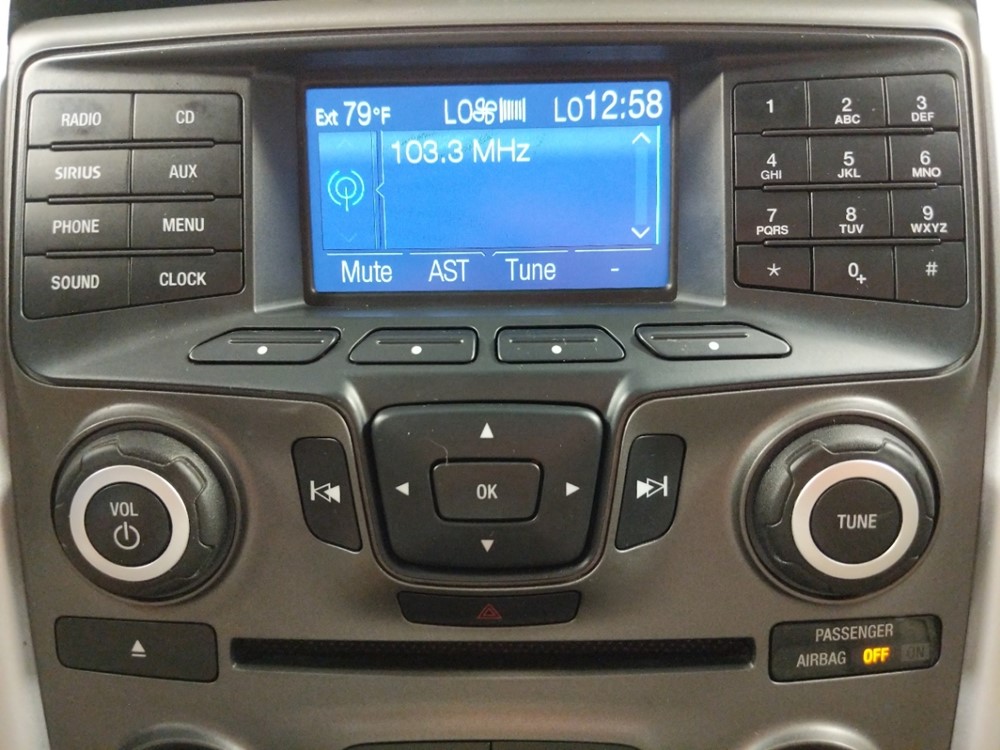 RADIO CD
SIRIUS AUX
PHONE MENU
SOUND CLOCK
Ext 79°F LO LO 12:58
103.3 MHz
Mute AST Tune -
1 2 ABC 3 DEF
4 GHI 5 JKL 6 MNO
7 PQRS 8 TUV 9 WXYZ
* 0+ #
VOL
OK
TUNE
PASSENGER
AIRBAG OFF ON